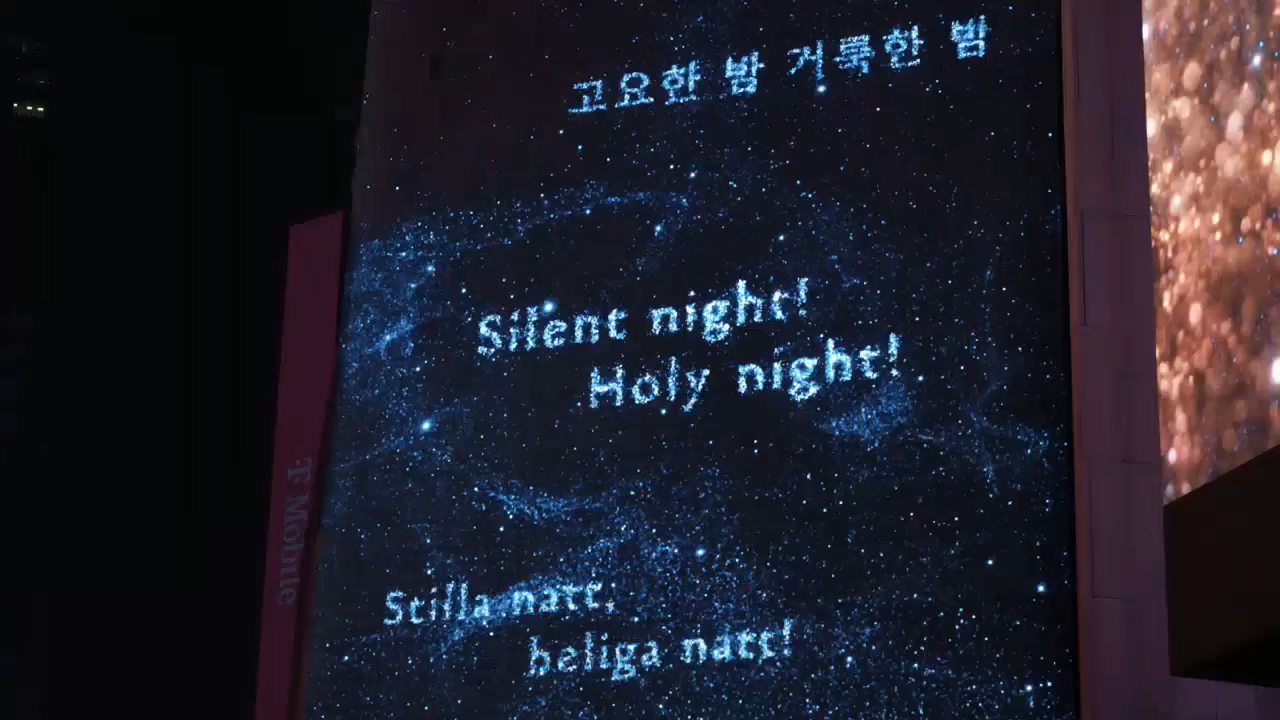 고요한 밤 거룩한 밤
Silent night!
Holy night!
Stilla natt,
heliga natt!
T-Mobile